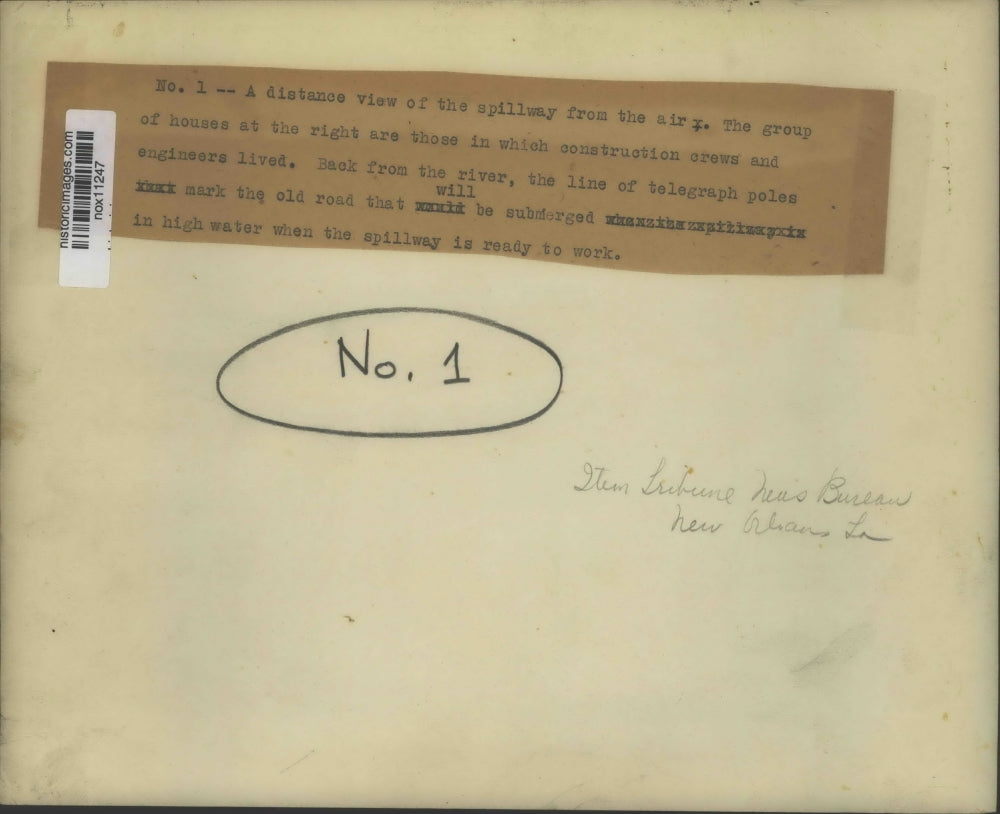 No. 1 -- A distance view of the spillway from the air x. The group
of houses at the right are those in which construction crews and
engineers lived. Back from the river, the line of telegraph poles
will
mark the old road that would be submerged
in high water when the spillway is ready to work.
historicimages.com
nox11247
No. 1
Item Tribune News Bureau
New Orleans La